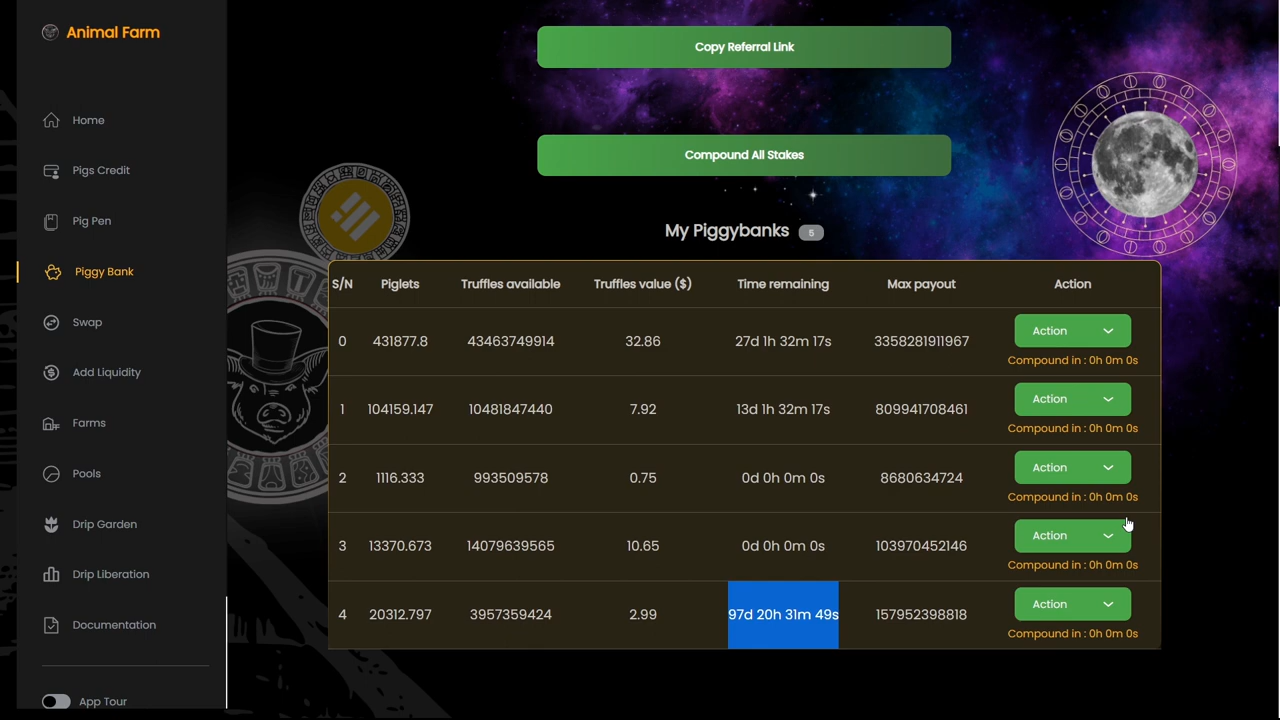 Animal Farm
Home
Pigs Credit
Pig Pen
Piggy Bank
Swap
Add Liquidity
Farms
Pools
Drip Garden
Drip Liberation
Documentation
App Tour
Copy Referral Link
Compound All Stakes
My Piggybanks 5
S/N Piglets Truffles available Truffles value ($) Time remaining Max payout Action
0 431877.8 43463749914 32.86 27d 1h 32m 17s 3358281911967 Action
Compound in : 0h 0m 0s
1 104159.147 10481847440 7.92 13d 1h 32m 17s 809941708461 Action
Compound in : 0h 0m 0s
2 1116.333 993509578 0.75 0d 0h 0m 0s 8680634724 Action
Compound in : 0h 0m 0s
3 13370.673 14079639565 10.65 0d 0h 0m 0s 103970452146 Action
Compound in : 0h 0m 0s
4 20312.797 3957359424 2.99 97d 20h 31m 49s 157952398818 Action
Compound in : 0h 0m 0s